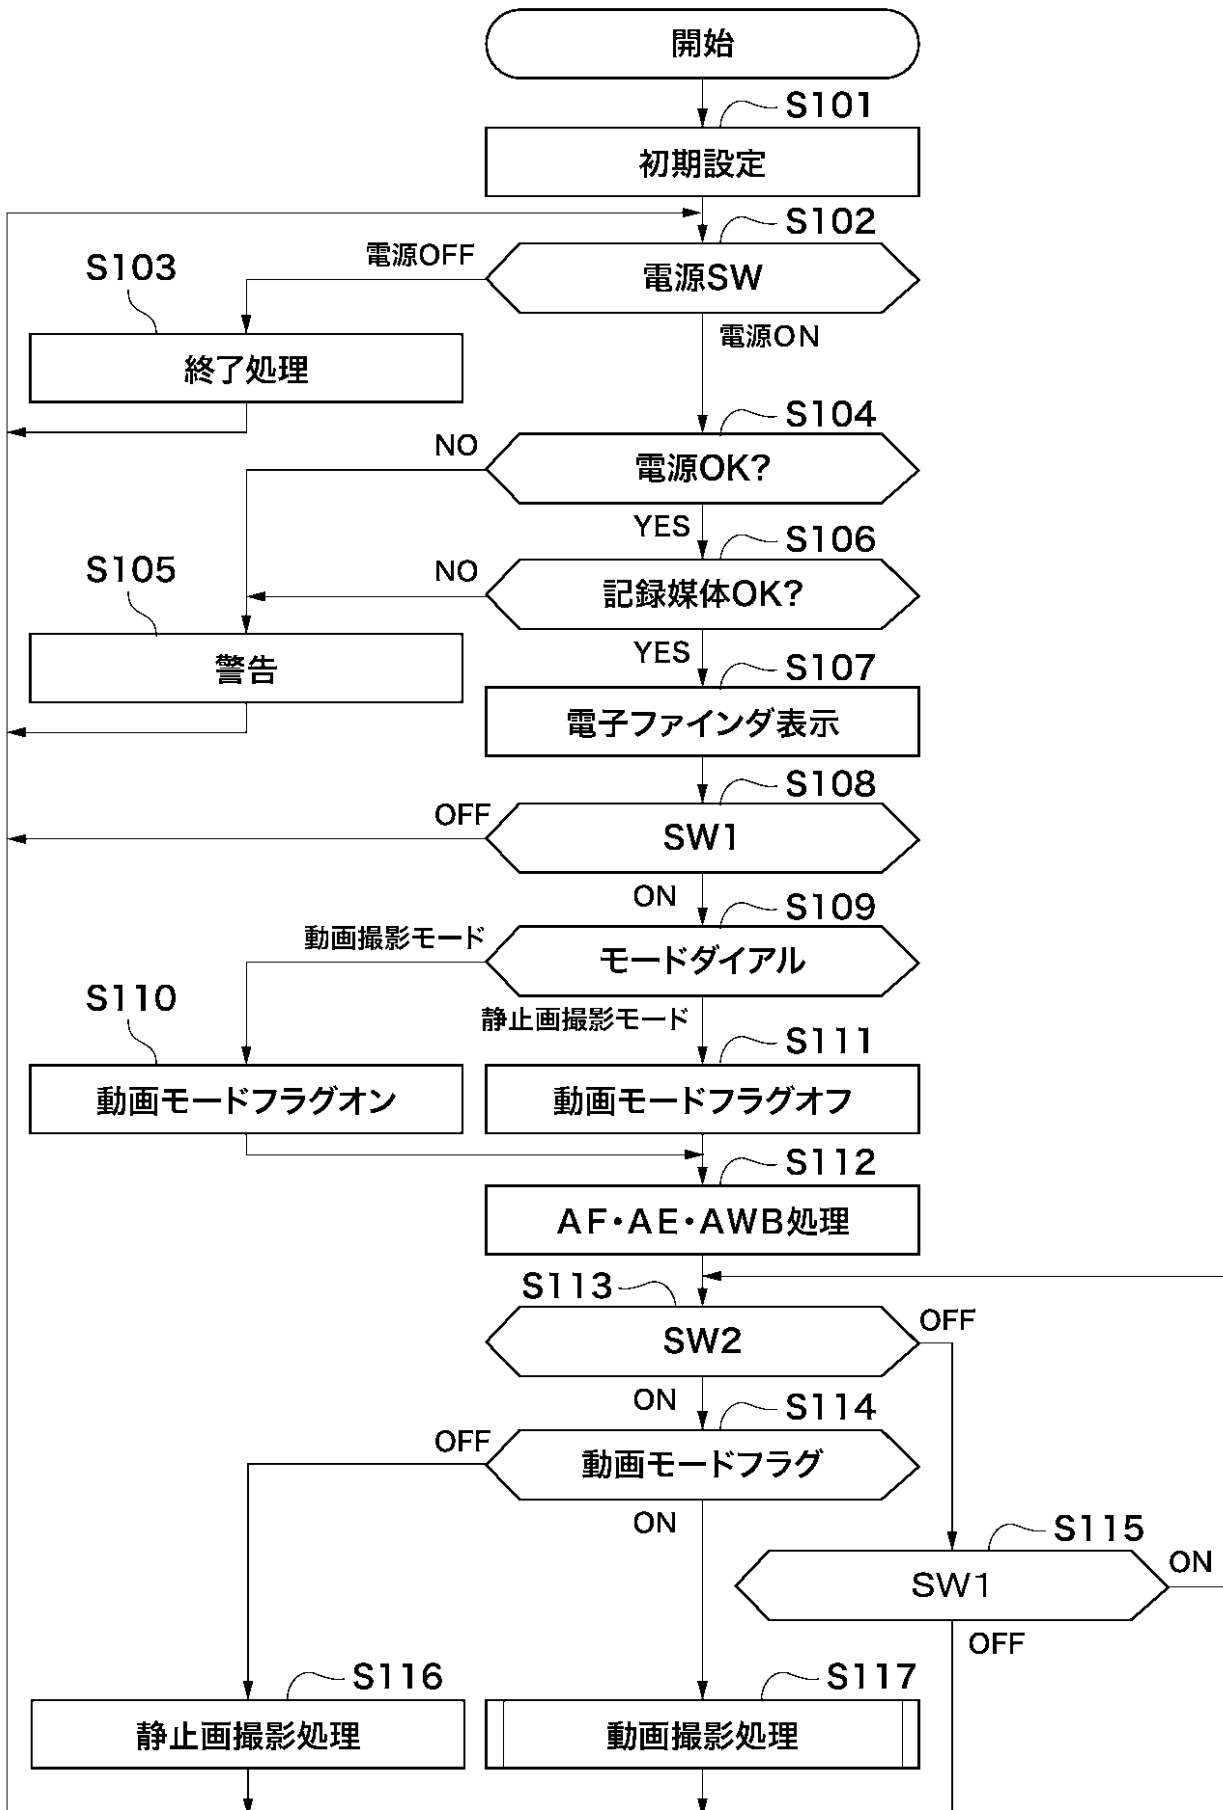 開始
S101
初期設定
S102
電源SW
電源OFF
S103
終了処理
電源ON
S104
電源OK?
NO
YES
S106
記録媒体OK?
NO
S105
警告
YES
S107
電子ファインダ表示
S108
SW1
OFF
ON
S109
モードダイアル
動画撮影モード
S110
動画モードフラグオン
静止画撮影モード
S111
動画モードフラグオフ
S112
AF・AE・AWB処理
S113
SW2
OFF
ON
S114
動画モードフラグ
OFF
ON
S115
SW1
ON
OFF
S116
静止画撮影処理
S117
動画撮影処理